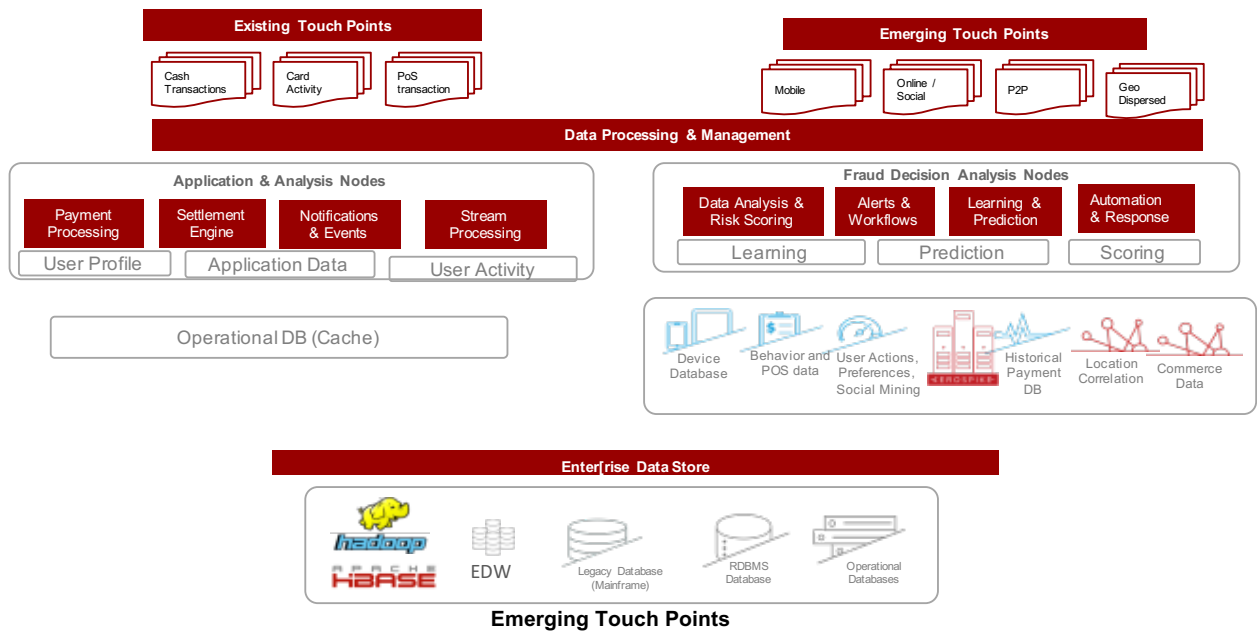 Existing Touch Points
Emerging Touch Points
Cash
Transactions
Card
Activity
PoS
transaction
Mobile
Online /
Social
P2P
Geo
Dispersed
Data Processing & Management
Application & Analysis Nodes
Payment
Processing
Settlement
Engine
Notifications
& Events
Stream
Processing
User Profile
Application Data
User Activity
Fraud Decision Analysis Nodes
Data Analysis &
Risk Scoring
Alerts &
Workflows
Learning &
Prediction
Automation
& Response
Learning
Prediction
Scoring
Operational DB (Cache)
Device
Database
Behavior and
POS data
User Actions,
Preferences,
Social Mining
AEROSPIKE
Historical
Payment
DB
Location
Correlation
Commerce
Data
Enter[rise Data Store
hadoop
APACHE
HBASE
EDW
Legacy Database
(Mainframe)
RDBMS
Database
Operational
Databases
Emerging Touch Points